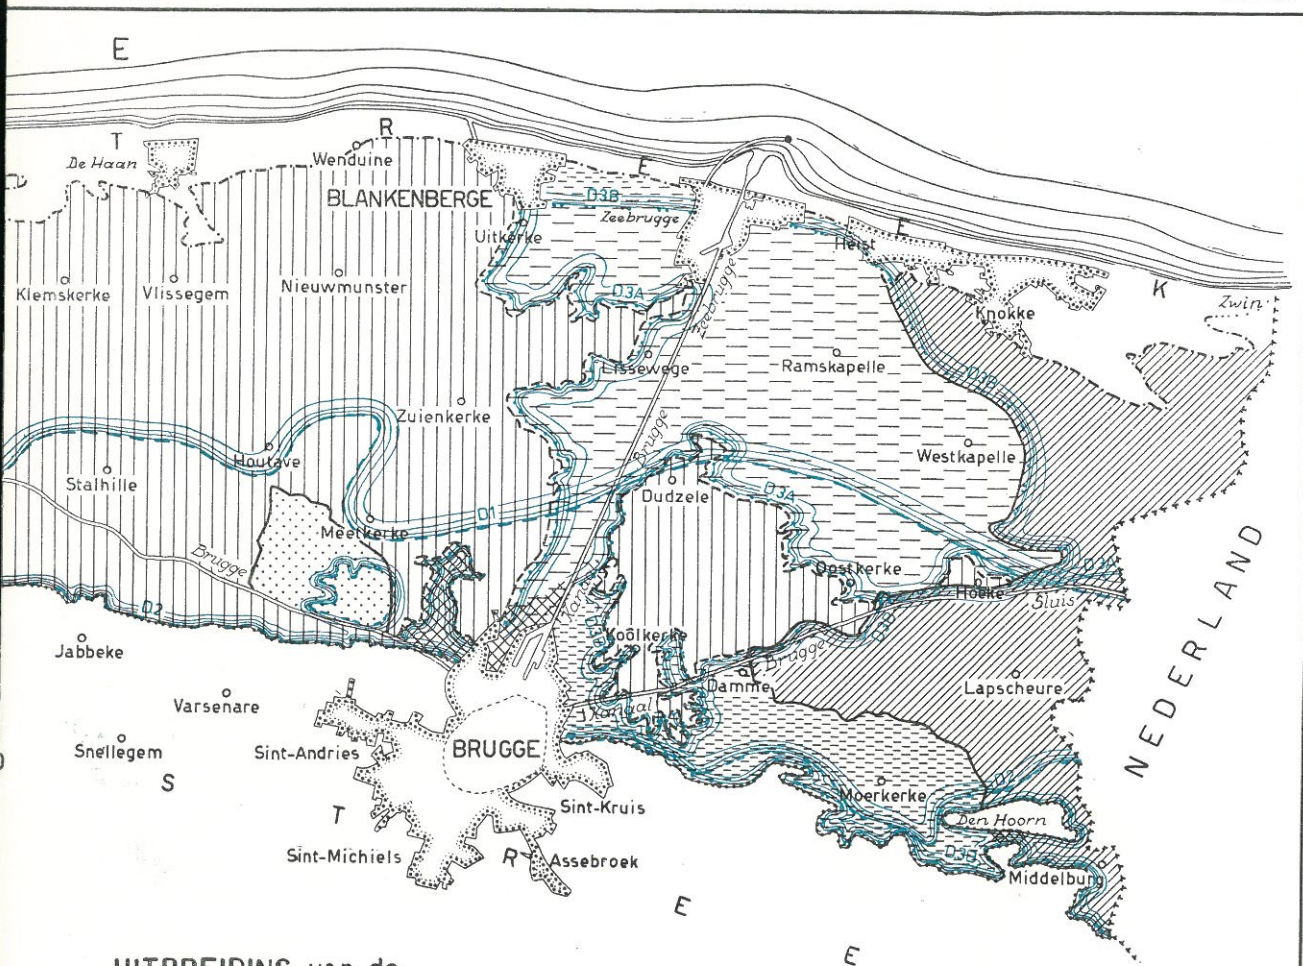 E
T
R
E
E
K
De Haan
Wenduine
BLANKENBERGE
D3B
Zeebrugge
Uitkerke
Heist
Klemskerke
Vlissegem
Nieuwmunster
D3A
Zeebrugge
Knokke
Zwin
Lissewege
Ramskapelle
D3B
Zuienkerke
Brugge
Westkapelle
Houtave
Stalhille
Dudzele
D3A
D1
Meetkerke
Brugge
Oostkerke
Hoeke
Sluis
D2
D3B
Koolkerke
D3B
Jabbeke
Brugge
Damme
Lapscheure
NEDERLAND
Varsenare
Kanaal
Snellegem
Sint-Andries
BRUGGE
S
D2
Moerkerke
Sint-Kruis
T
Den Hoorn
Sint-Michiels
R
Assebroek
D3B
Middelburg
E
E
UITBREIDING van de